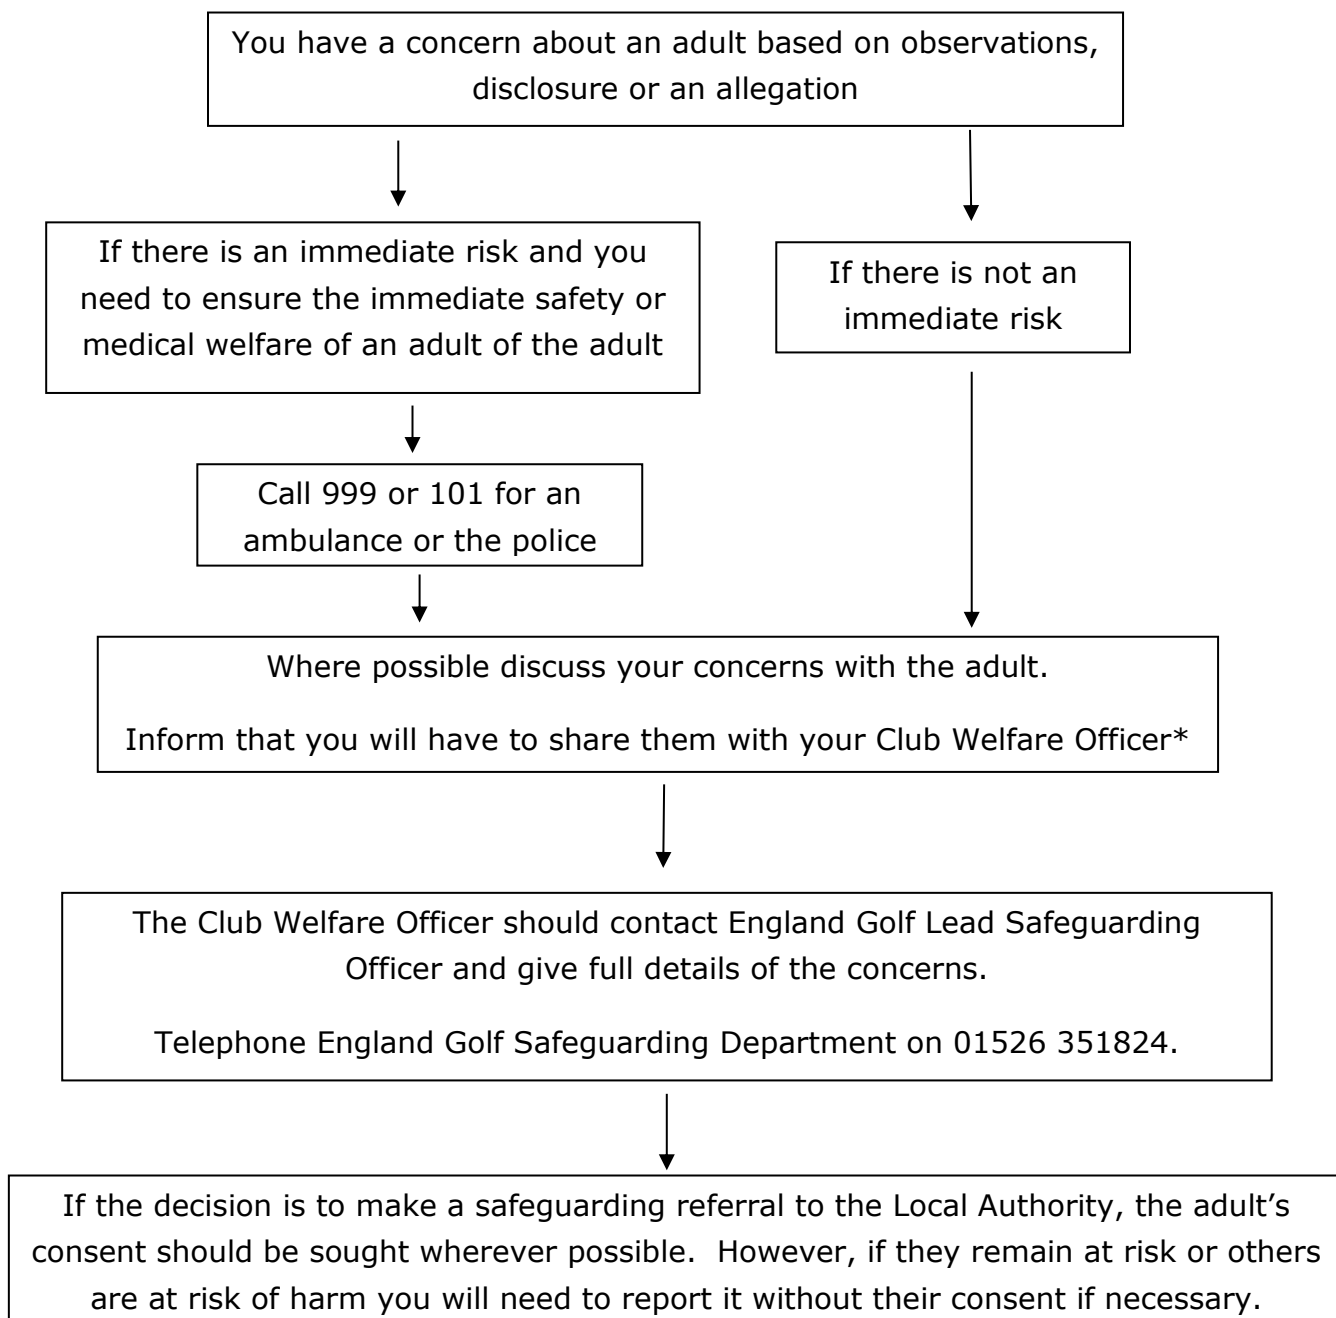 You have a concern about an adult based on observations,
disclosure or an allegation
If there is an immediate risk and you
need to ensure the immediate safety or
medical welfare of an adult of the adult
If there is not an
immediate risk
Call 999 or 101 for an
ambulance or the police
Where possible discuss your concerns with the adult.
Inform that you will have to share them with your Club Welfare Officer*
The Club Welfare Officer should contact England Golf Lead Safeguarding
Officer and give full details of the concerns.
Telephone England Golf Safeguarding Department on 01526 351824.
If the decision is to make a safeguarding referral to the Local Authority, the adult’s
consent should be sought wherever possible.  However, if they remain at risk or others
are at risk of harm you will need to report it without their consent if necessary.